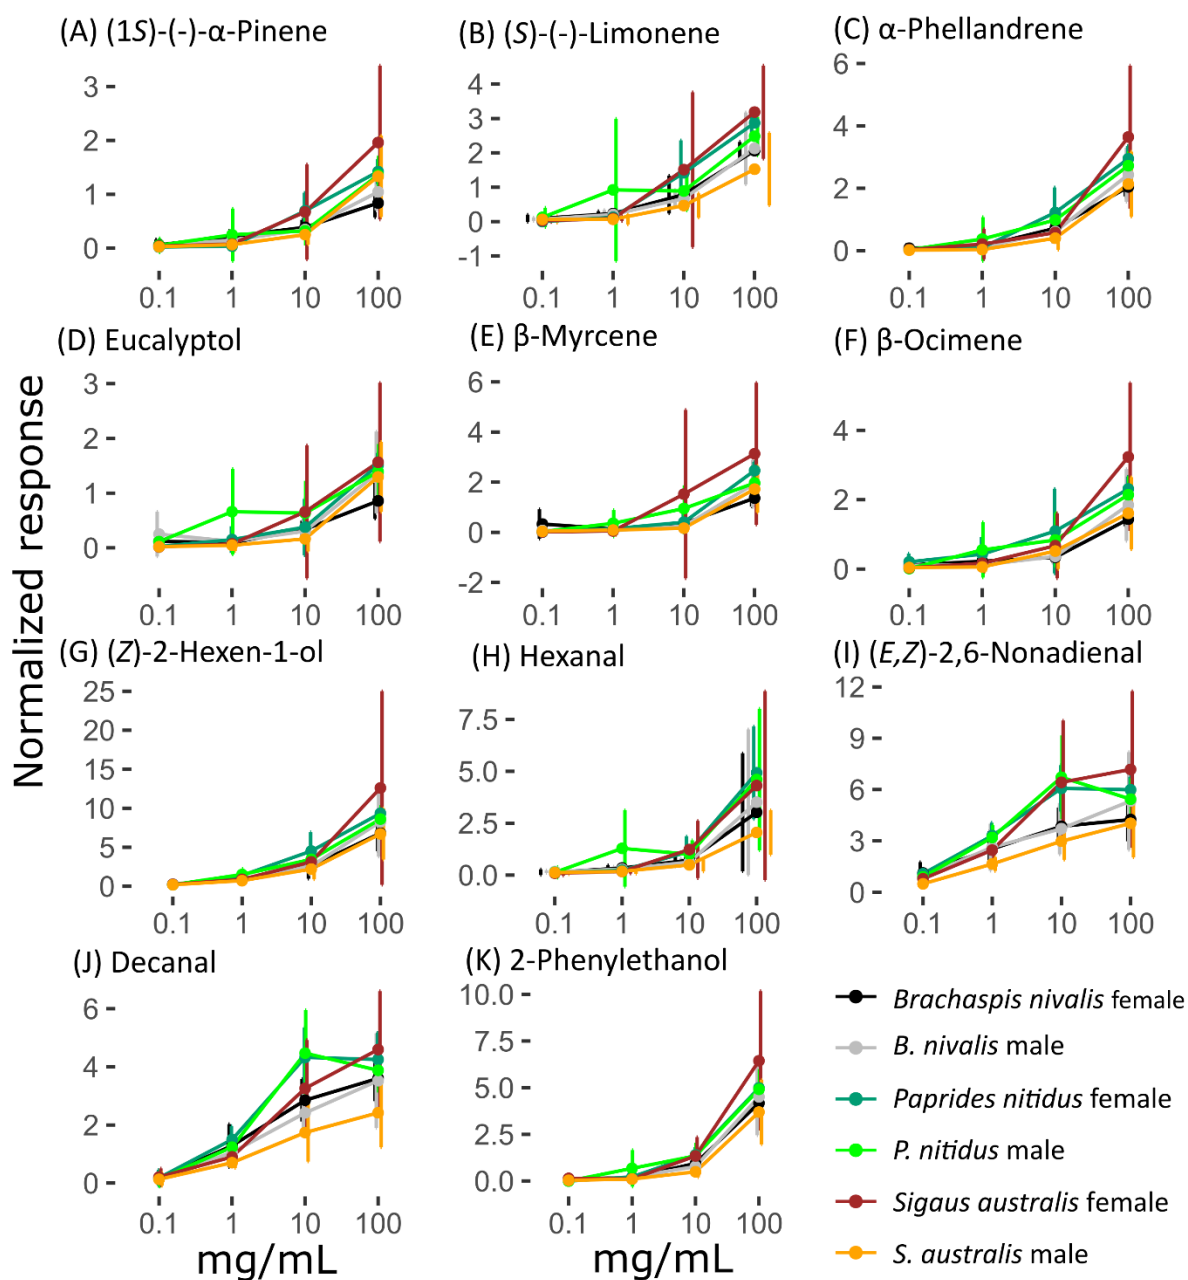 (A) (1S)-(-)-α-Pinene
(B) (S)-(-)-Limonene
(C) α-Phellandrene
3
2
1
0
0.1 1 10 100
4
3
2
1
0
-1
0.1 1 10 100
6
4
2
0
0.1 1 10 100
Normalized response
(D) Eucalyptol
(E) β-Myrcene
(F) β-Ocimene
3
2
1
0
0.1 1 10 100
6
4
2
0
-2
0.1 1 10 100
4
2
0
0.1 1 10 100
(G) (Z)-2-Hexen-1-ol
(H) Hexanal
(I) (E,Z)-2,6-Nonadienal
25
20
15
10
5
0
0.1 1 10 100
7.5
5.0
2.5
0.0
0.1 1 10 100
12
9
6
3
0
0.1 1 10 100
(J) Decanal
(K) 2-Phenylethanol
6
4
2
0
0.1 1 10 100
mg/mL
10.0
7.5
5.0
2.5
0.0
0.1 1 10 100
mg/mL
Brachaspis nivalis female
B. nivalis male
Paprides nitidus female
P. nitidus male
Sigaus australis female
S. australis male